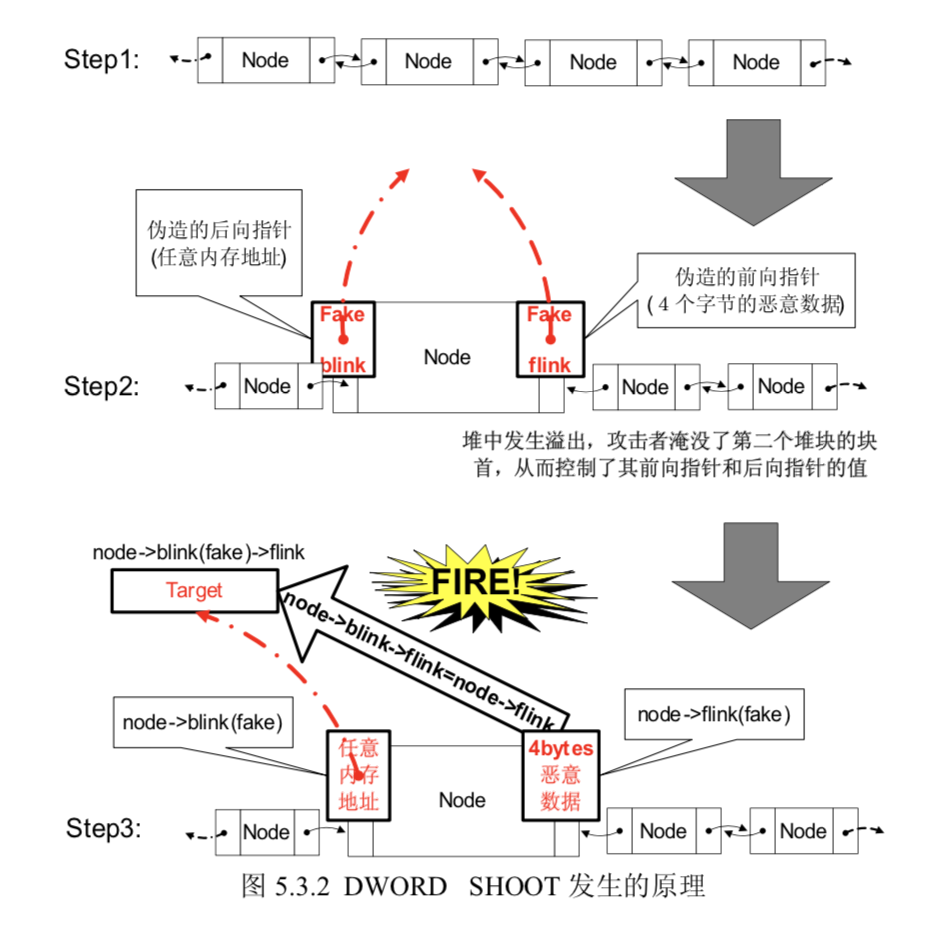 Step1:
Node
Node
Node
Node
伪造的后向指针
(任意内存地址)
伪造的前向指针
(4 个字节的恶意数据)
Fake
blink
Fake
flink
Node
Step2:
Node
Node
Node
堆中发生溢出，攻击者淹没了第二个堆块的块
首，从而控制了其前向指针和后向指针的值
node->blink(fake)->flink
Target
FIRE!
node->blink->flink=node->flink
node->blink(fake)
node->flink(fake)
任意
内存
地址
4bytes
恶意
数据
Node
Step3:
Node
Node
Node
图 5.3.2 DWORD SHOOT 发生的原理